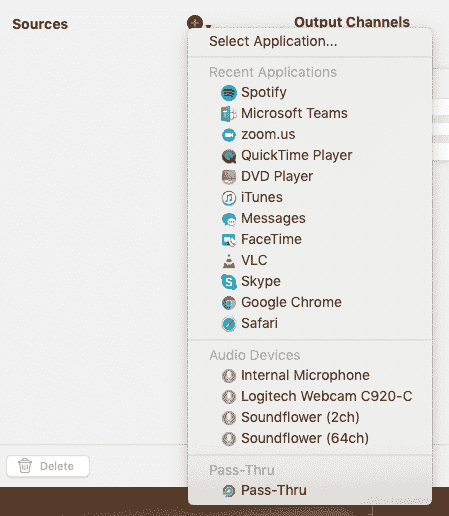 Sources
Output Channels
Select Application...
Recent Applications
Spotify
Microsoft Teams
zoom.us
QuickTime Player
DVD Player
iTunes
Messages
FaceTime
VLC
Skype
Google Chrome
Safari
Audio Devices
Internal Microphone
Logitech Webcam C920-C
Soundflower (2ch)
Soundflower (64ch)
Delete
Pass-Thru
Pass-Thru